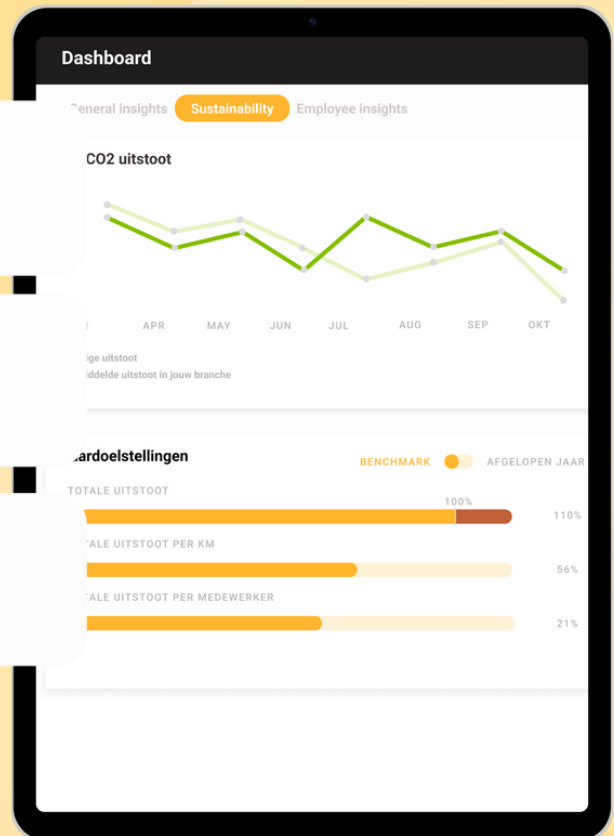 Dashboard
General insights Sustainability Employee insights
CO2 uitstoot
APR MAY JUN JUL AUG SEP OKT
uitstoot
uitstoot in jouw branche
BENCHMARK AFGELOPEN JAAR
TOTALE UITSTOOT
100%
110%
UITSTOOT PER KM
56%
UITSTOOT PER MEDEWERKER
21%